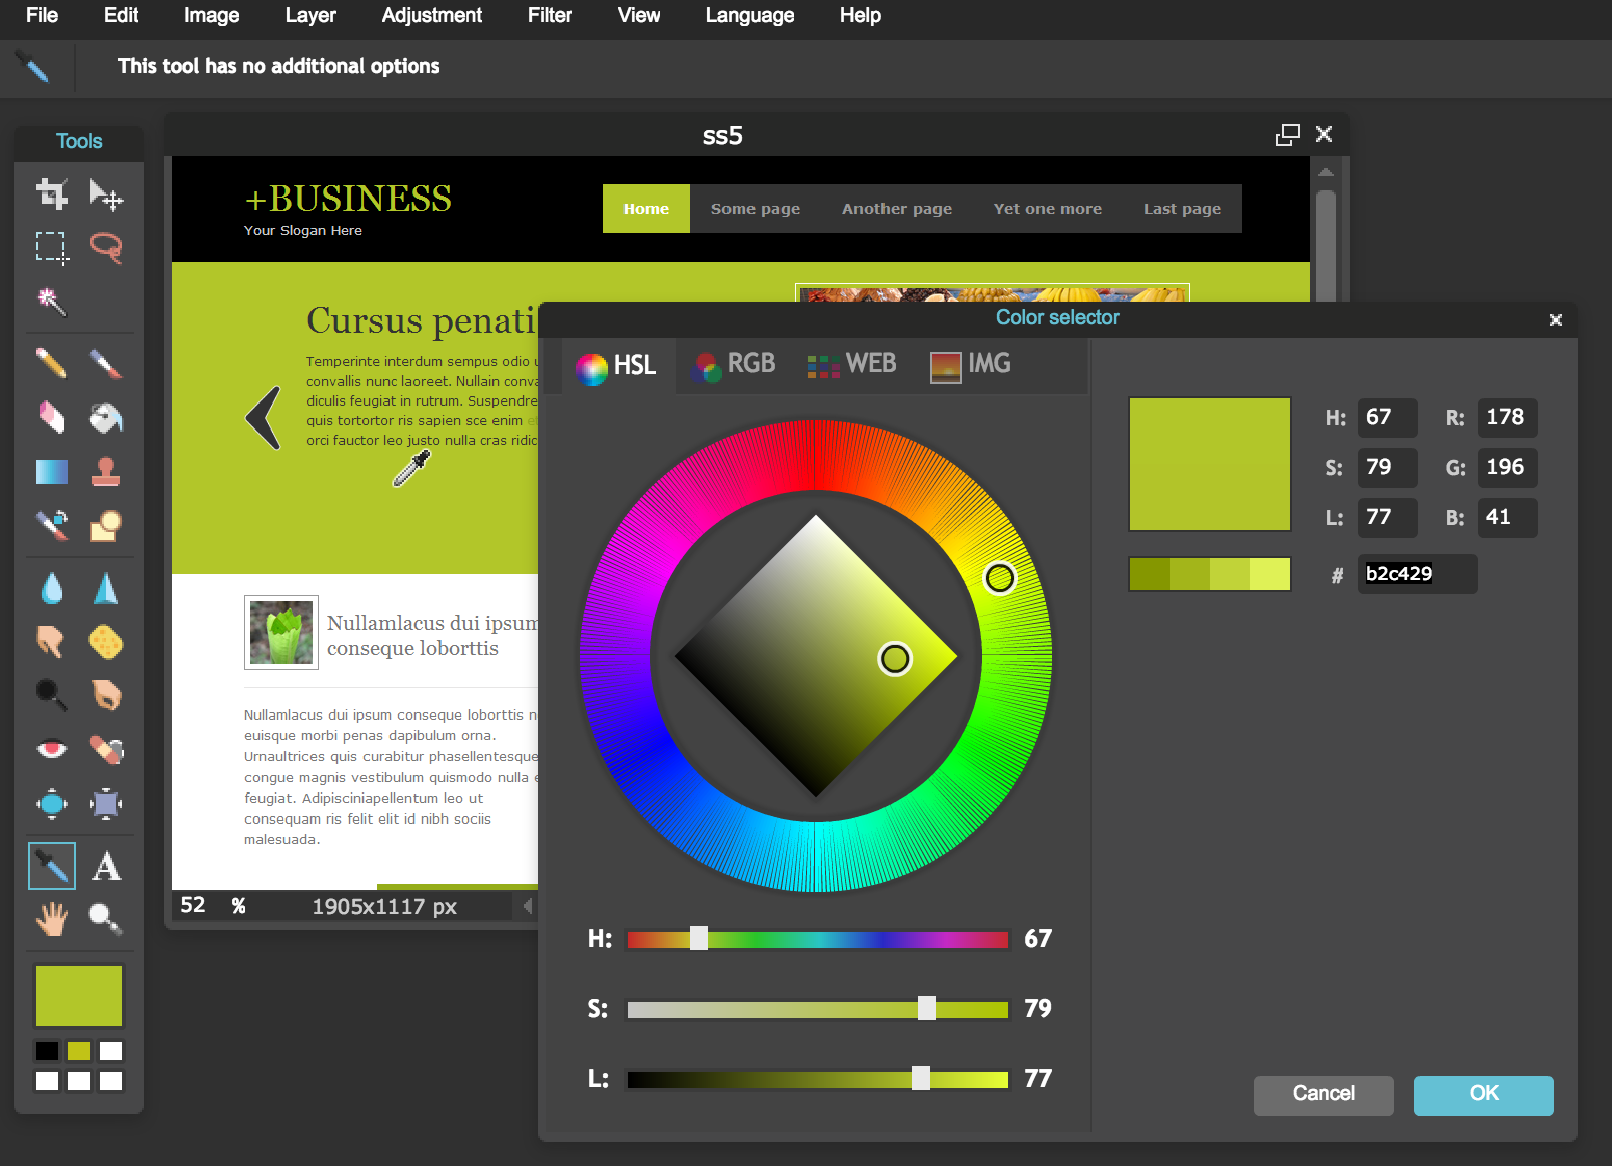 File Edit Image Layer Adjustment Filter View Language Help
This tool has no additional options
Tools
ss5
+BUSINESS
Your Slogan Here
Home Some page Another page Yet one more Last page
Cursus penati
Temperinte interdum sempus odio
convallis nunc laoreet. Nullain conva
diculis feugiat in rutrum. Suspendre
quis tortortor ris sapien sce enim
orci fauctor leo justo nulla cras ridic
Nullamlacus dui ipsum
conseque loborttis
Nullamlacus dui ipsum conseque loborttis
euisque morbi penas dapibulum orna.
Urnaultrices quis curabitur phasellentesque
congue magnis vestibulum quismodo nulla
feugiat. Adipisciniapellentum leo ut
consequam ris felit elit id nibh sociis
malesuada.
52 % 1905x1117 px
Color selector
HSL RGB WEB IMG
H: 67 R: 178
S: 79 G: 196
L: 77 B: 41
# b2c429
H: 67
S: 79
L: 77
Cancel OK
A